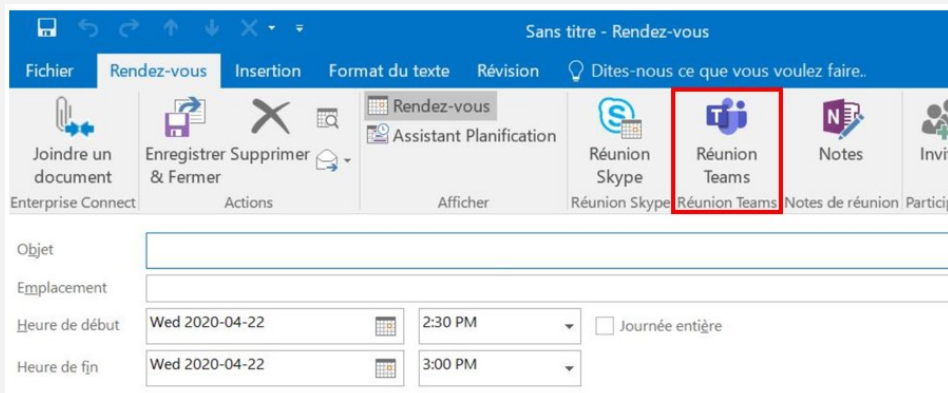 Sans titre - Rendez-vous
Fichier Rendez-vous Insertion Format du texte Révision Dites-nous ce que vous voulez faire..
Joindre un document
Enregistrer & Fermer
Supprimer
Rendez-vous
Assistant Planification
Réunion Skype
Réunion Teams
Notes
Invi
Enterprise Connect Actions Afficher Réunion Skype Réunion Teams Notes de réunion Particip
Objet
Emplacement
Heure de début Wed 2020-04-22 2:30 PM Journée entière
Heure de fin Wed 2020-04-22 3:00 PM